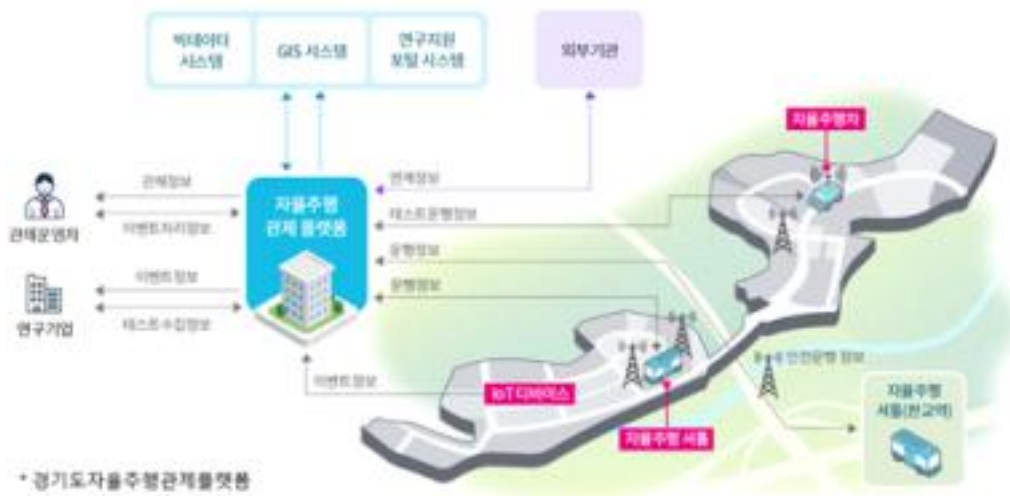 빅데이터
시스템
GIS 시스템
연구지원
포털 시스템
외부기관
자율주행차
관제정보
연계정보
자율주행
관제 플랫폼
테스트운행정보
관제운영자
이벤트처리정보
운행정보
이벤트정보
운행정보
연구기업
테스트수집정보
이벤트정보
IoT 디바이스
안전운행 정보
자율주행 셔틀
자율주행
셔틀(판교역)
* 경기도자율주행관제플랫폼